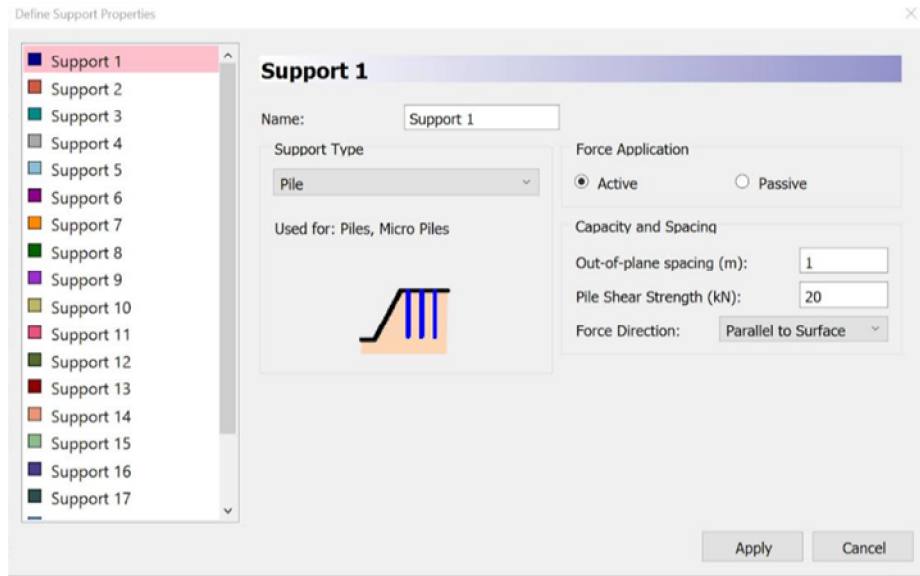 Define Support Properties
Support 1
Support 2
Support 3
Support 4
Support 5
Support 6
Support 7
Support 8
Support 9
Support 10
Support 11
Support 12
Support 13
Support 14
Support 15
Support 16
Support 17
Support 1
Name: Support 1
Support Type
Pile
Used for: Piles, Micro Piles
Force Application
Active Passive
Capacity and Spacing
Out-of-plane spacing (m): 1
Pile Shear Strength (kN): 20
Force Direction: Parallel to Surface
Apply Cancel